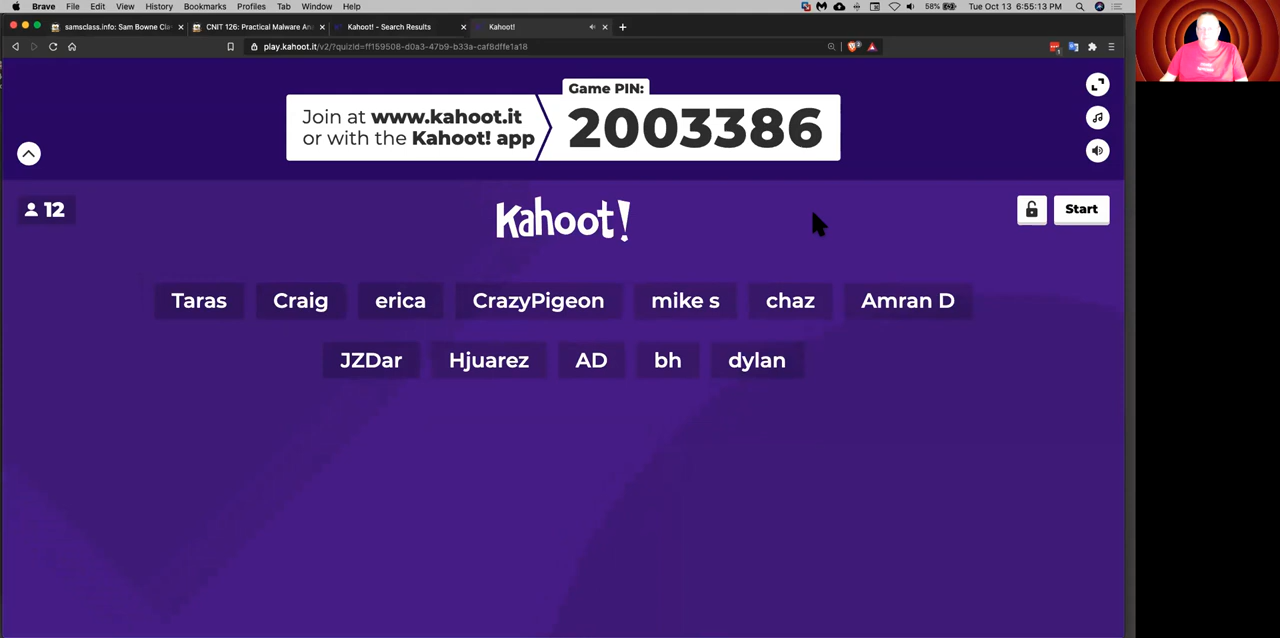 Brave File Edit View History Bookmarks Profiles Tab Window Help 58% Tue Oct 13 6:55:13 PM
samsclass.info: Sam Bowne Cla CNIT 126: Practical Malware An Kahoot! - Search Results Kahoot!
play.kahoot.it/v2/?quizId=ff159508-d0a3-47b9-b33a-caf8dffe1a18
Game PIN:
Join at www.kahoot.it
or with the Kahoot! app
2003386
12
Kahoot!
Start
Taras Craig erica CrazyPigeon mike s chaz Amran D
JZDar Hjuarez AD bh dylan